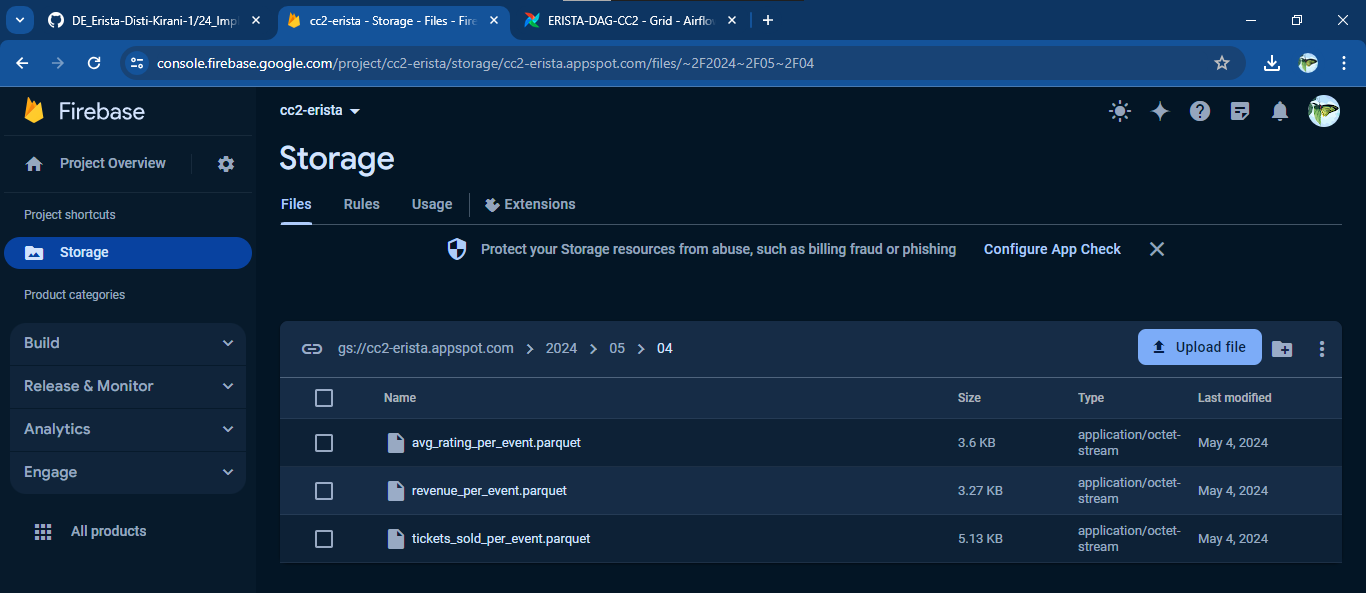 DE_Erista-Disti-Kirani-1/24_Impl
cc2-erista - Storage - Files - Fire
ERISTA-DAG-CC2 - Grid - Airflow
console.firebase.google.com/project/cc2-erista/storage/cc2-erista.appspot.com/files/~2F2024~2F05~2F04
Firebase
cc2-erista
Project Overview
Storage
Project shortcuts
Files Rules Usage Extensions
Storage
Protect your Storage resources from abuse, such as billing fraud or phishing Configure App Check
Product categories
Build
Release & Monitor
Analytics
Engage
All products
gs://cc2-erista.appspot.com > 2024 > 05 > 04
Upload file
Name Size Type Last modified
avg_rating_per_event.parquet 3.6 KB application/octet-
stream May 4, 2024
revenue_per_event.parquet 3.27 KB application/octet-
stream May 4, 2024
tickets_sold_per_event.parquet 5.13 KB application/octet-
stream May 4, 2024